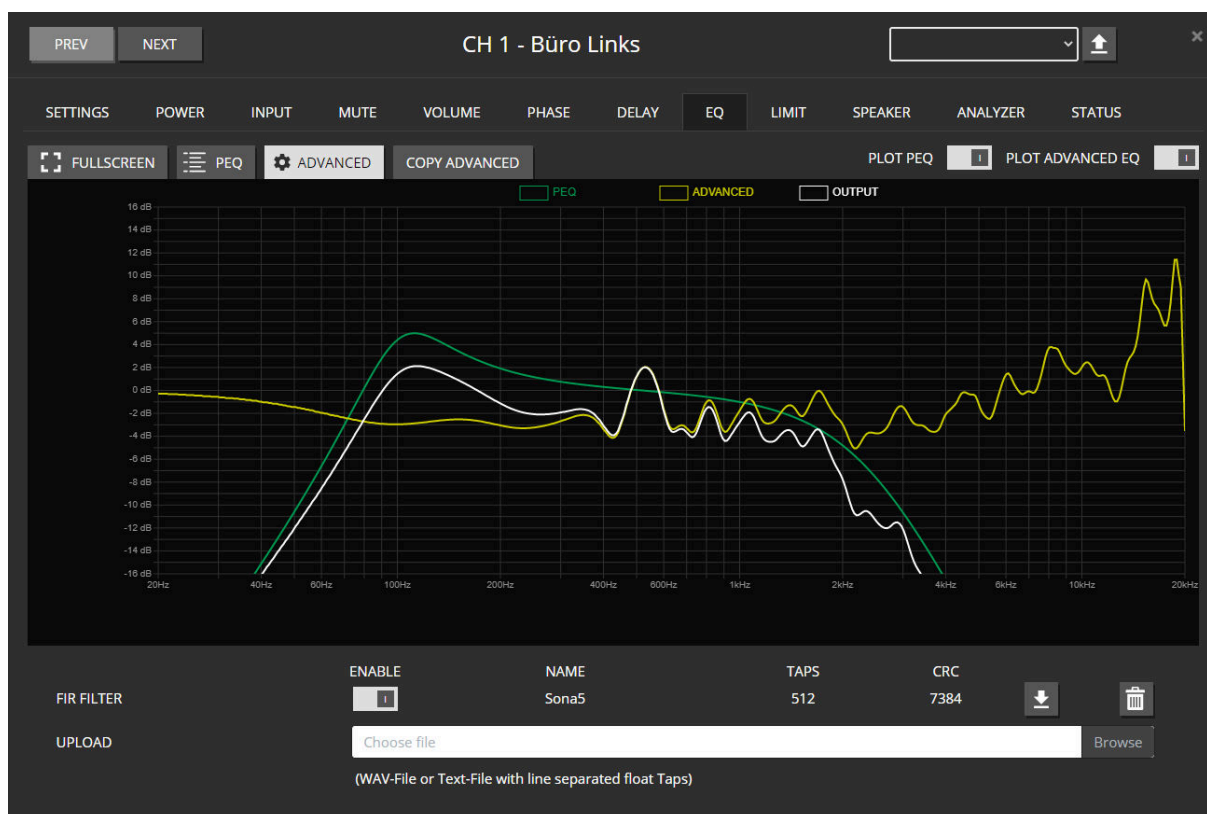 PREV NEXT CH 1 - Büro Links ×
SETTINGS POWER INPUT MUTE VOLUME PHASE DELAY EQ LIMIT SPEAKER ANALYZER STATUS
FULLSCREEN PEQ ADVANCED COPY ADVANCED PLOT PEQ I PLOT ADVANCED EQ I
PEQ ADVANCED OUTPUT
16 dB
14 dB
12 dB
10 dB
8 dB
6 dB
4 dB
2 dB
0 dB
-2 dB
-4 dB
-6 dB
-8 dB
-10 dB
-12 dB
-14 dB
-16 dB
20Hz 40Hz 60Hz 100Hz 200Hz 400Hz 600Hz 1kHz 2kHz 4kHz 6kHz 10kHz 20kHz
ENABLE NAME TAPS CRC
FIR FILTER I Sona5 512 7384
UPLOAD Choose file Browse
(WAV-File or Text-File with line separated float Taps)